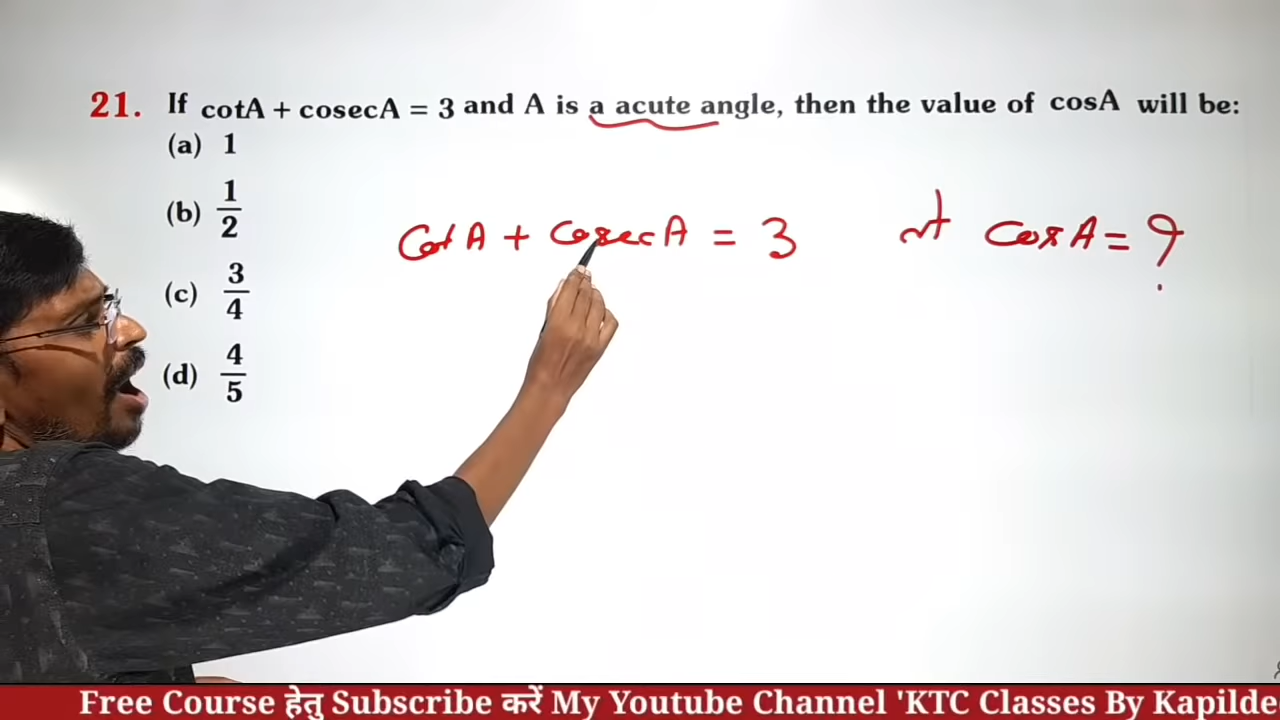 21. If cotA + cosecA = 3 and A is a acute angle, then the value of cosA will be:
(a) 1
(b) 1/2
(c) 3/4
(d) 4/5
cotA + cosecA = 3 तो cosA = ?
Free Course हेतु Subscribe करें My Youtube Channel 'KTC Classes By Kapilde